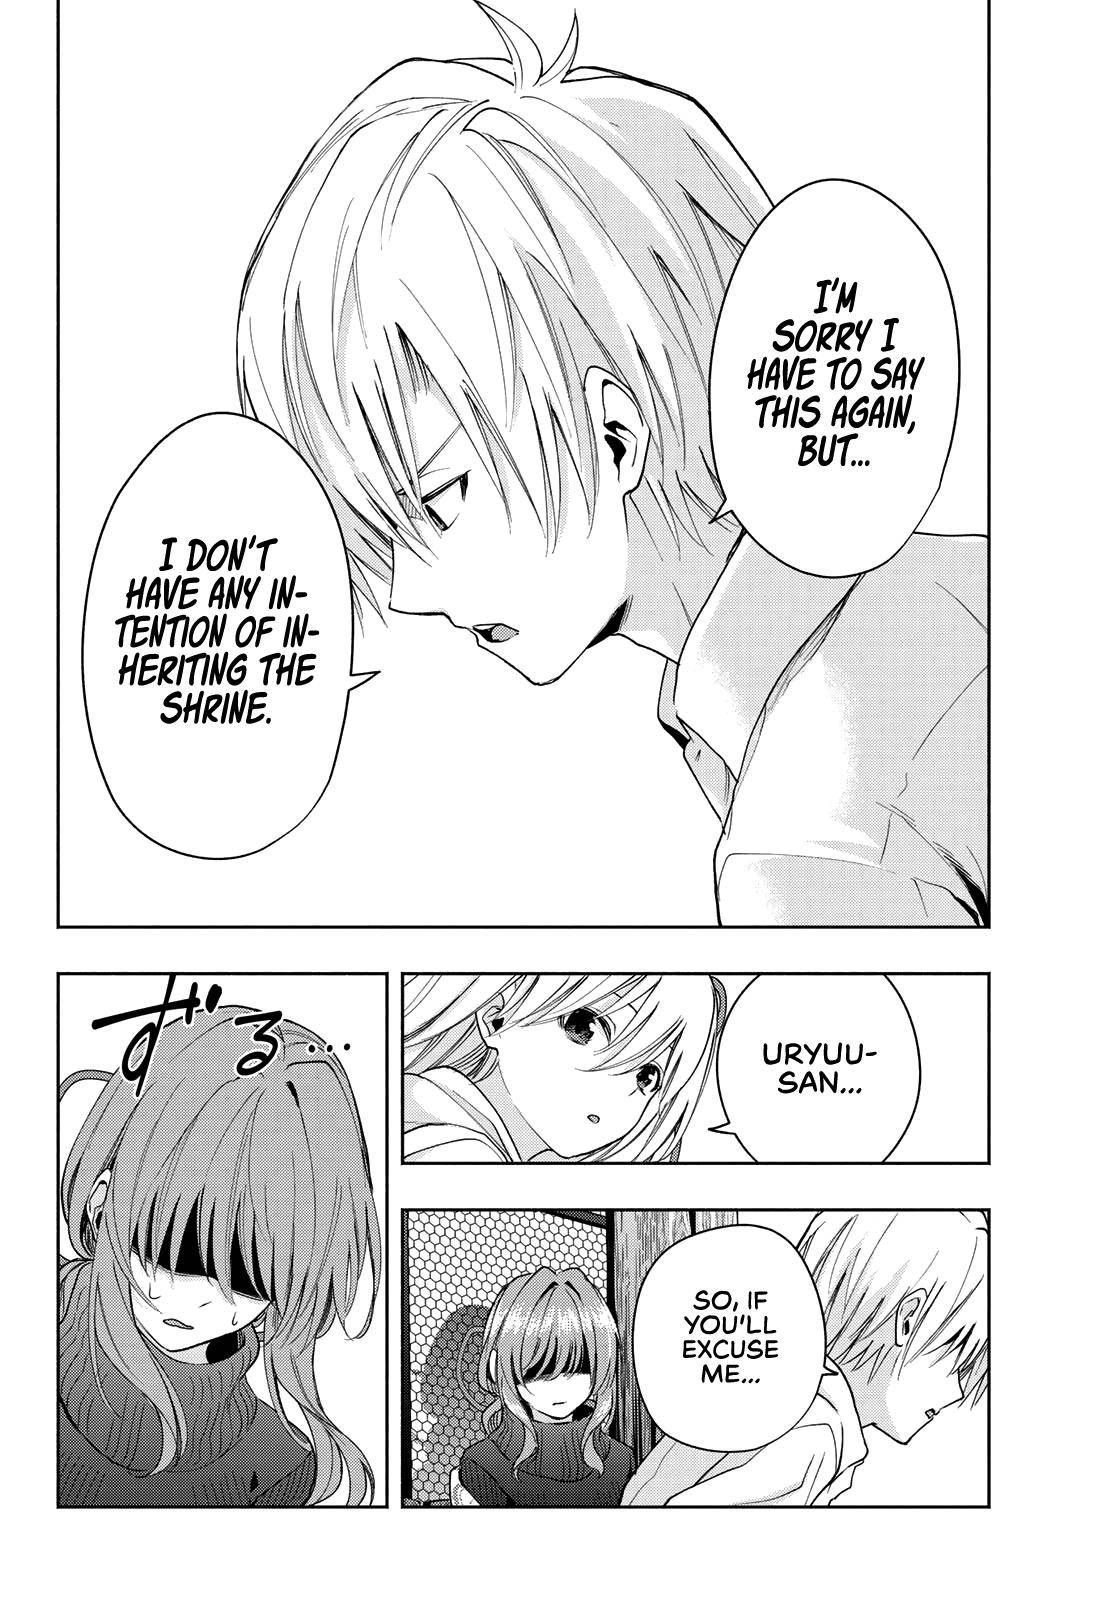 I'M
SORRY I
HAVE TO SAY
THIS AGAIN,
BUT...
I DON'T
HAVE ANY IN-
TENTION OF IN-
HERITING THE
SHRINE.
URYUU-
SAN...
SO, IF
YOU'LL
EXCUSE
ME...
ずる...